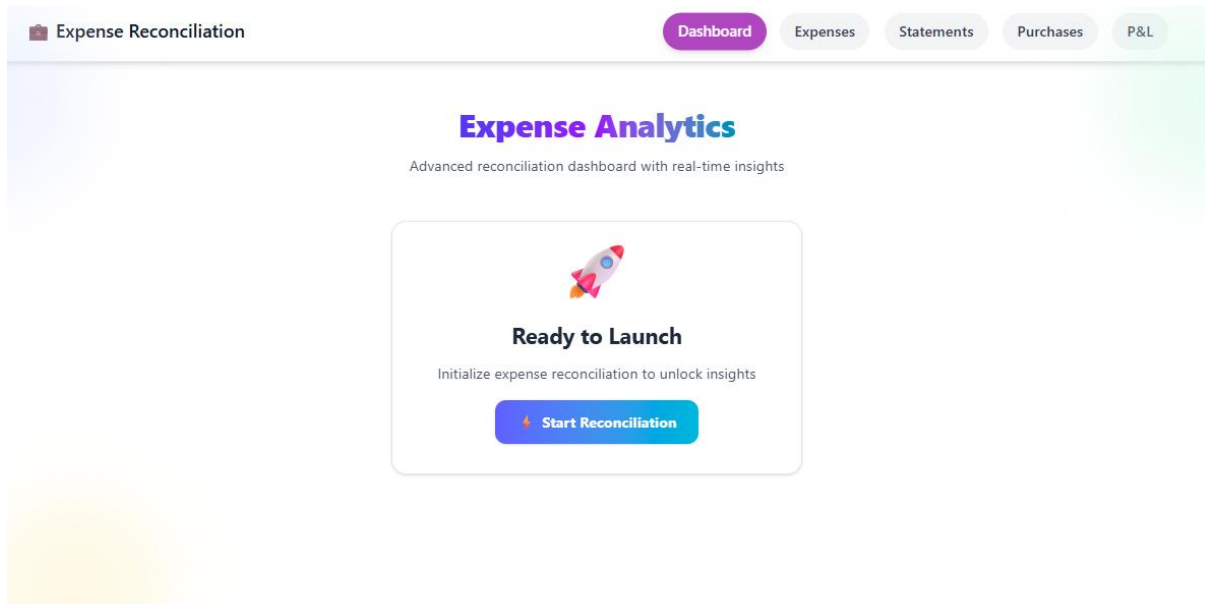 Expense Reconciliation
Dashboard
Expenses
Statements
Purchases
P&L
Expense Analytics
Advanced reconciliation dashboard with real-time insights
Ready to Launch
Initialize expense reconciliation to unlock insights
Start Reconciliation